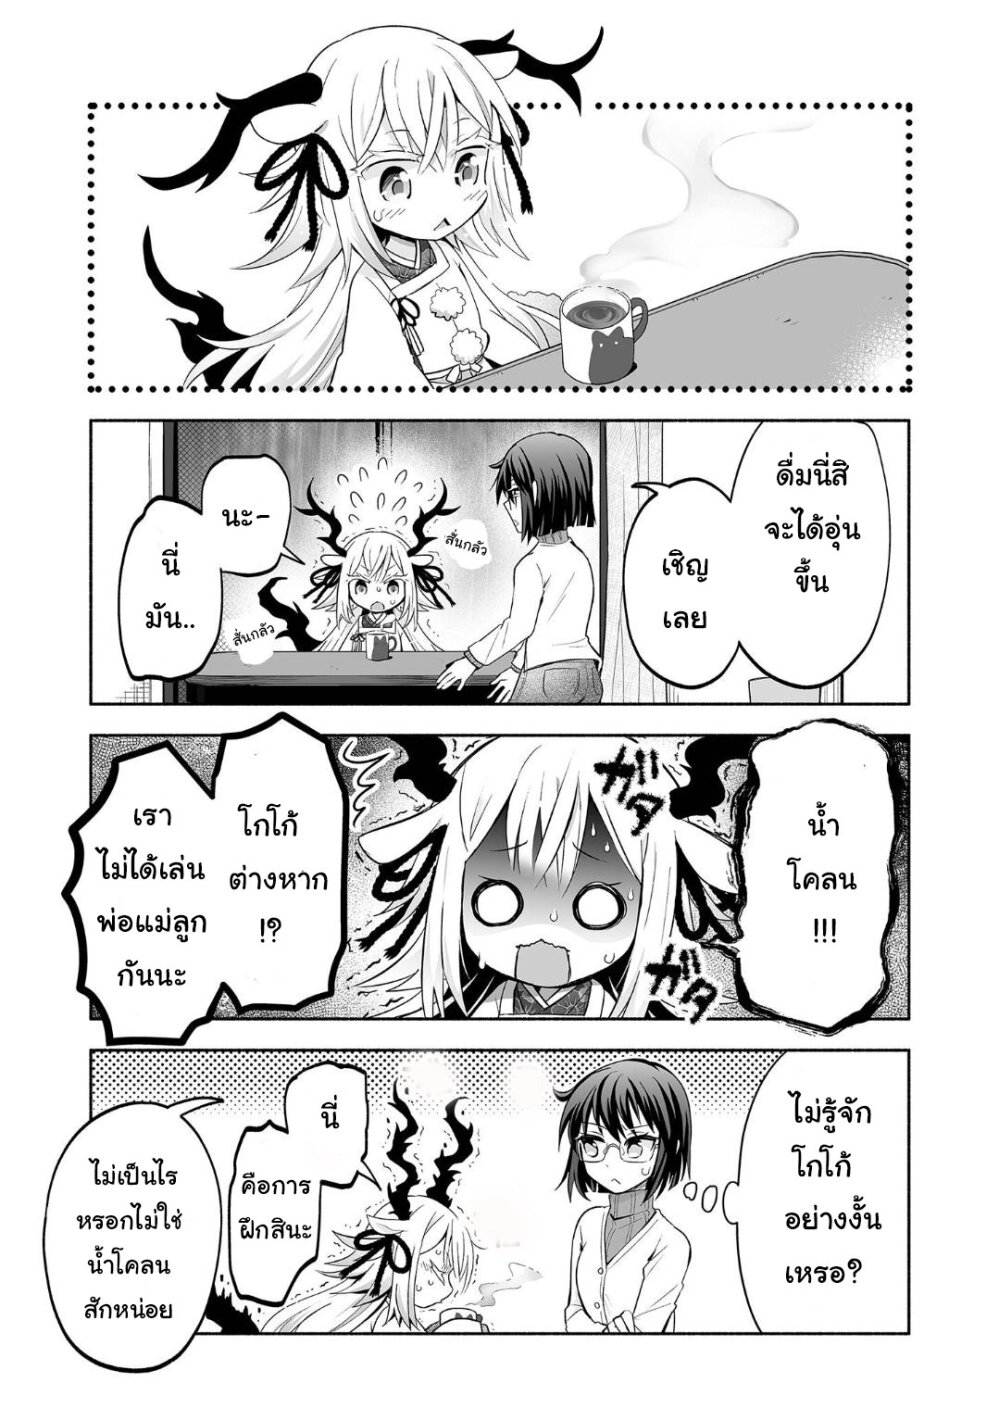 ดื่มนี่สิ
จะได้อุ่น
ขึ้น
เชิญ
เลย
สั่นกลัว
นะ-
นี่
มัน..
สั่นกลัว
น้ำ
โคลน
!!!
ガガタ
ガタ
โกโก้
ต่างหาก
!?
เรา
ไม่ได้เล่น
พ่อแม่ลูก
กันนะ
ไม่รู้จัก
โกโก้
อย่างงั้น
เหรอ?
นี่
คือการ
ฝึกสินะ
ไม่เป็นไร
หรอกไม่ใช่
น้ำโคลน
สักหน่อย